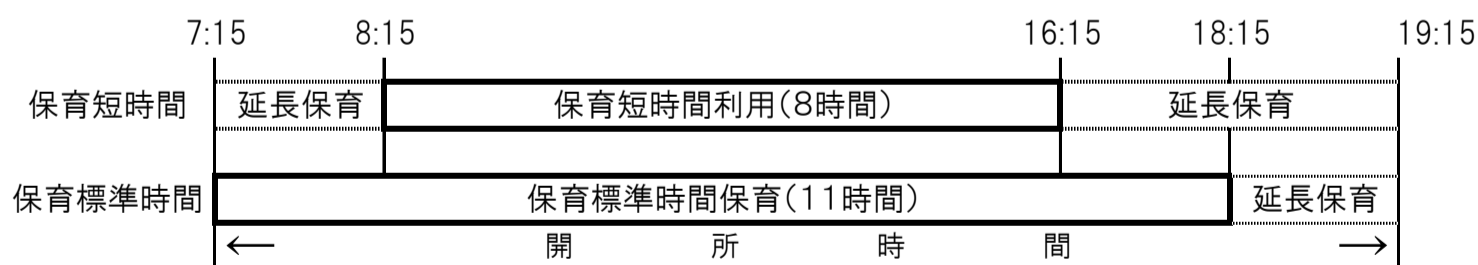 7:15 8:15 16:15 18:15 19:15
保育短時間 延長保育 保育短時間利用(8時間) 延長保育
保育標準時間 保育標準時間保育(11時間) 延長保育
← 開所時間 →